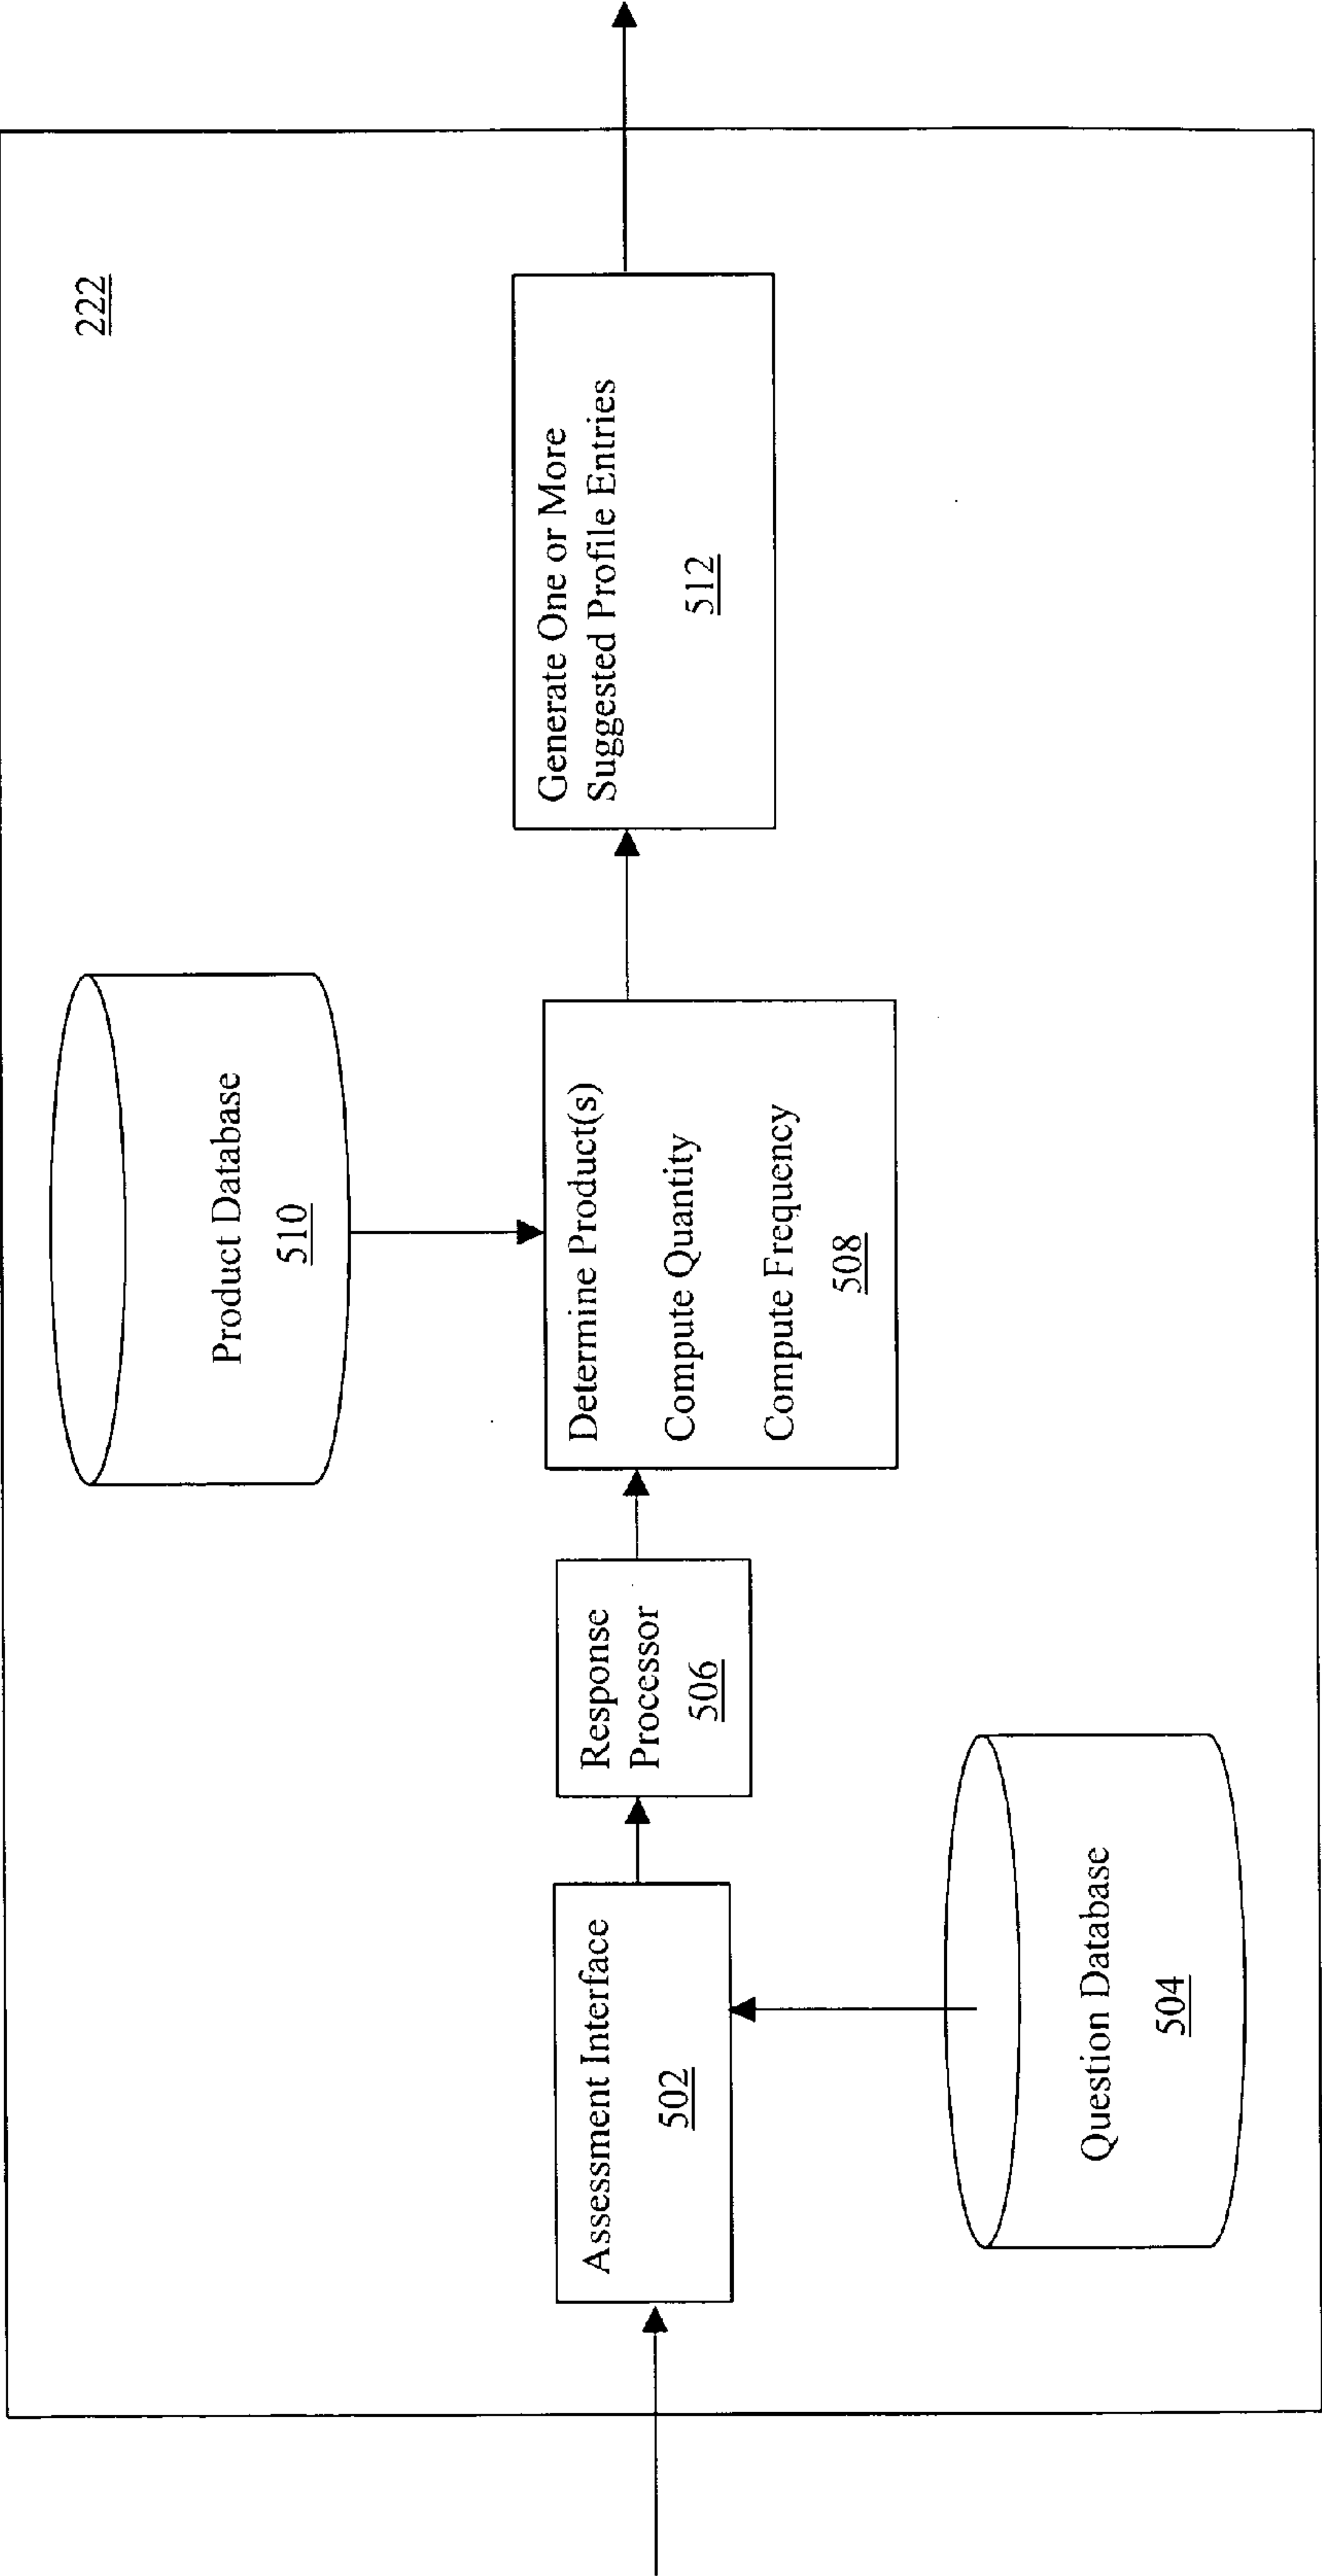 222
Product Database
510
Assessment Interface
502
Response
Processor
506
Determine Product(s)
Compute Quantity
Compute Frequency
508
Generate One or More
Suggested Profile Entries
512
Question Database
504